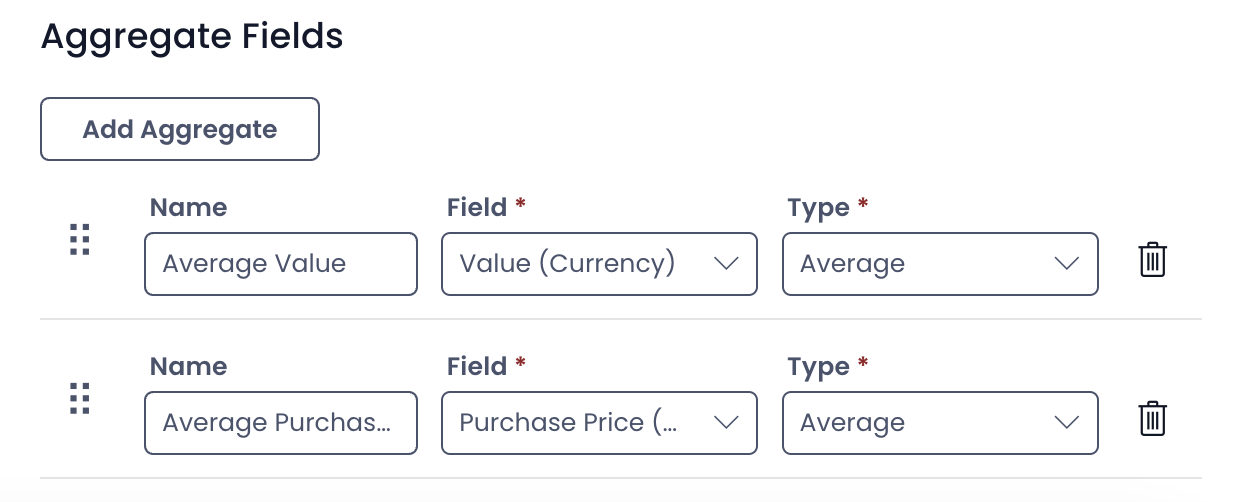 Aggregate Fields
Add Aggregate
Name Field * Type *
Average Value Value (Currency) Average
Name Field * Type *
Average Purchas... Purchase Price (... Average